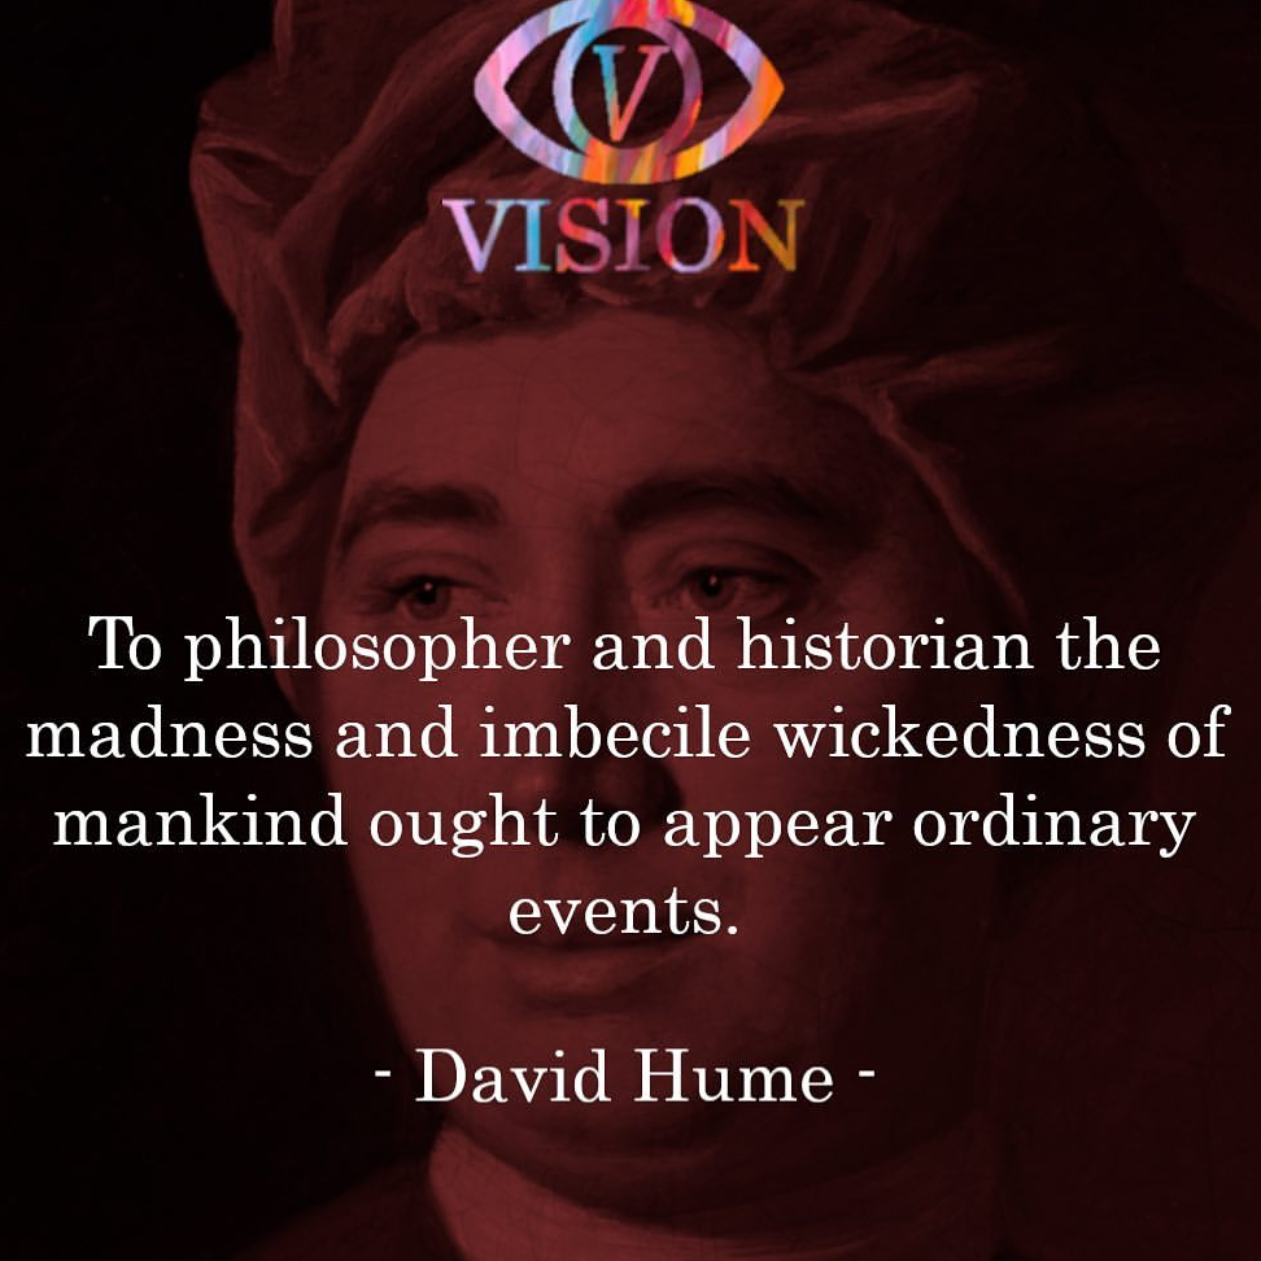 V
VISION
To philosopher and historian the
madness and imbecile wickedness of
mankind ought to appear ordinary
events.
- David Hume -